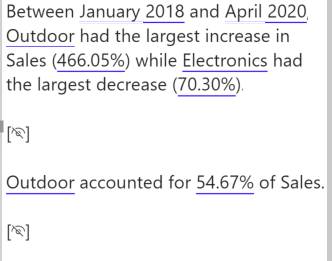 Between January 2018 and April 2020,
Outdoor had the largest increase in
Sales (466.05%) while Electronics had
the largest decrease (70.30%).
[]
Outdoor accounted for 54.67% of Sales.
[]